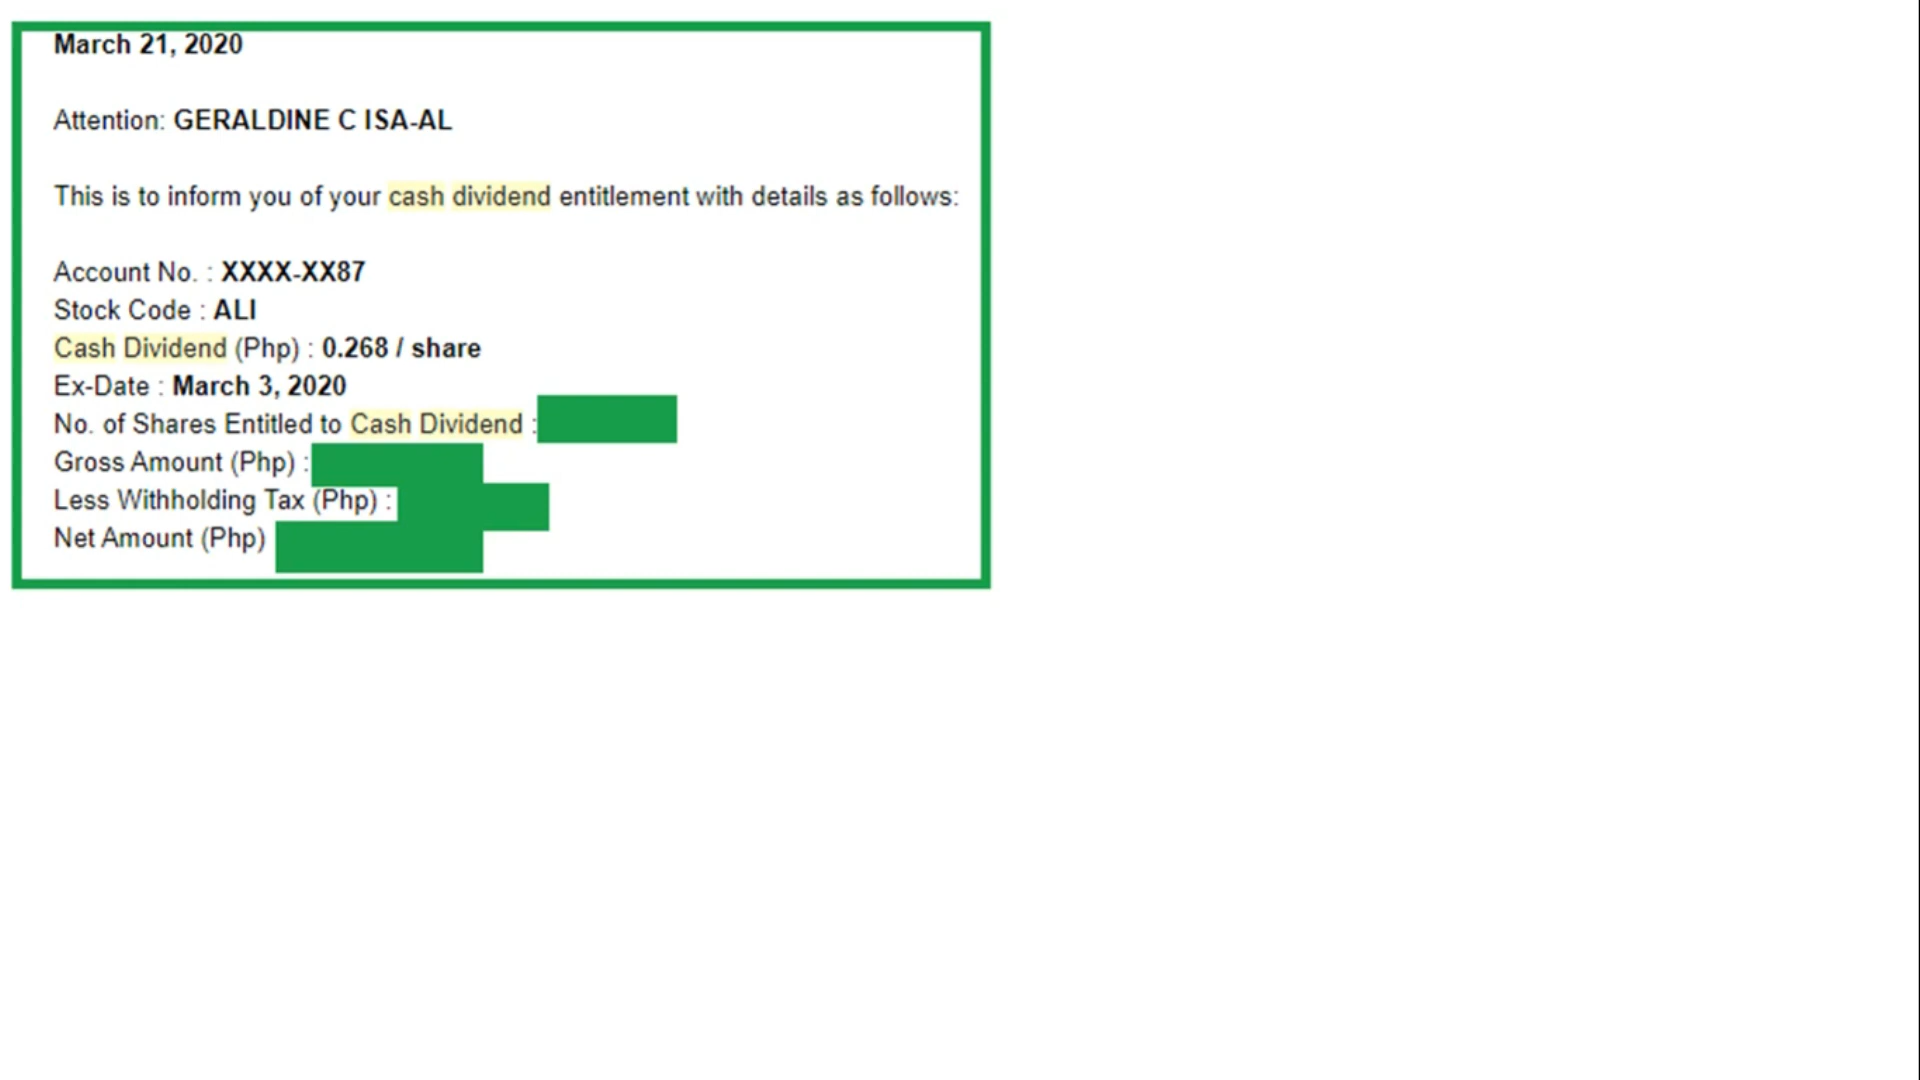 March 21, 2020
Attention: GERALDINE C ISA-AL
This is to inform you of your cash dividend entitlement with details as follows:
Account No. : XXXX-XX87
Stock Code : ALI
Cash Dividend (Php) : 0.268 / share
Ex-Date : March 3, 2020
No. of Shares Entitled to Cash Dividend :
Gross Amount (Php) :
Less Withholding Tax (Php) :
Net Amount (Php)